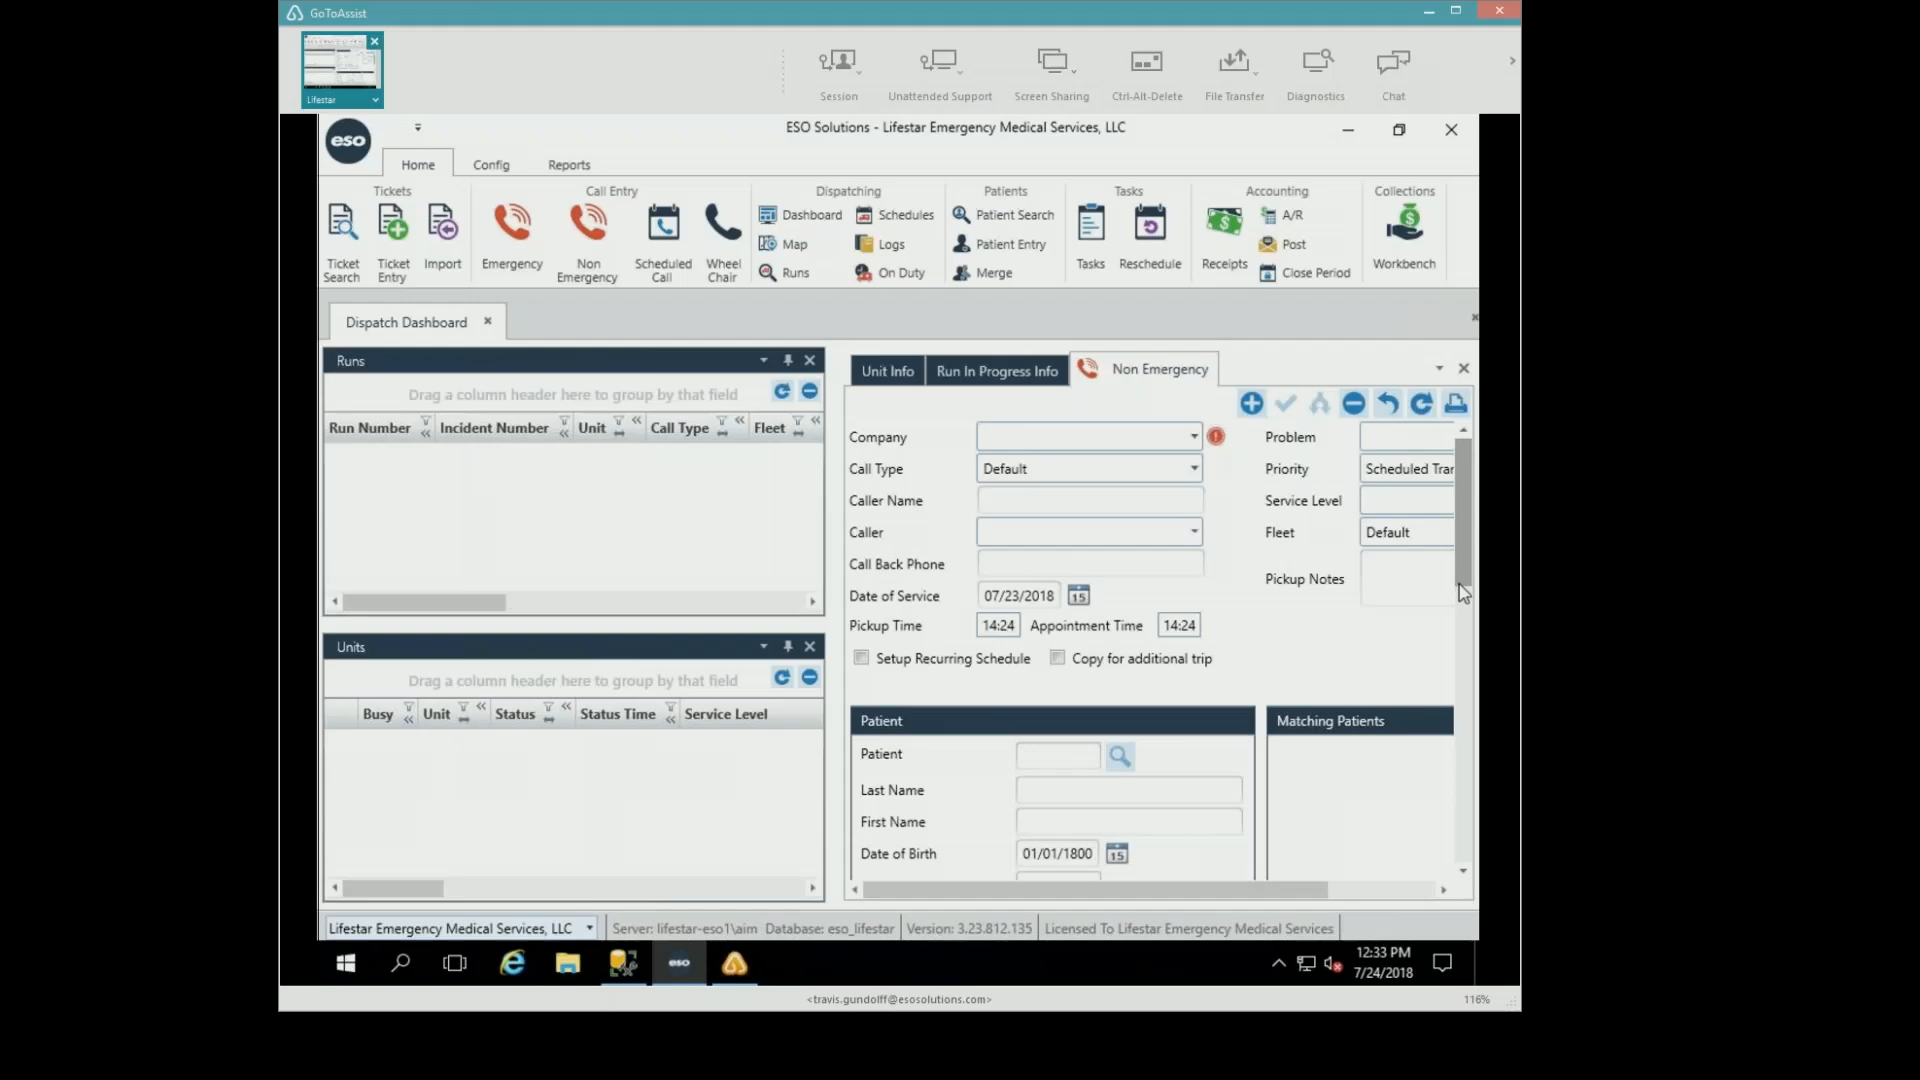 GoToAssist
Lifestar
Session
Unattended Support
Screen Sharing
Ctrl-Alt-Delete
File Transfer
Diagnostics
Chat
eso
ESO Solutions - Lifestar Emergency Medical Services, LLC
Home
Config
Reports
Tickets
Call Entry
Dispatching
Patients
Tasks
Accounting
Collections
Ticket Search
Ticket Entry
Import
Emergency
Non Emergency
Scheduled Call
Wheel Chair
Dashboard
Schedules
Map
Logs
Runs
On Duty
Patient Search
Patient Entry
Merge
Tasks
Reschedule
Receipts
A/R
Post
Close Period
Workbench
Dispatch Dashboard
Runs
Drag a column header here to group by that field
Run Number
Incident Number
Unit
Call Type
Fleet
Units
Drag a column header here to group by that field
Busy
Unit
Status
Status Time
Service Level
Unit Info
Run In Progress Info
Non Emergency
Company
Problem
Call Type
Default
Priority
Scheduled Trar
Caller Name
Service Level
Caller
Fleet
Default
Call Back Phone
Pickup Notes
Date of Service
07/23/2018
15
Pickup Time
14:24
Appointment Time
14:24
Setup Recurring Schedule
Copy for additional trip
Patient
Matching Patients
Patient
Last Name
First Name
Date of Birth
01/01/1800
15
Lifestar Emergency Medical Services, LLC
Server: lifestar-eso1\aim
Database: eso_lifestar
Version: 3.23.812.135
Licensed To Lifestar Emergency Medical Services
eso
12:33 PM
7/24/2018
<travis.gundolff@esosolutions.com>
116%